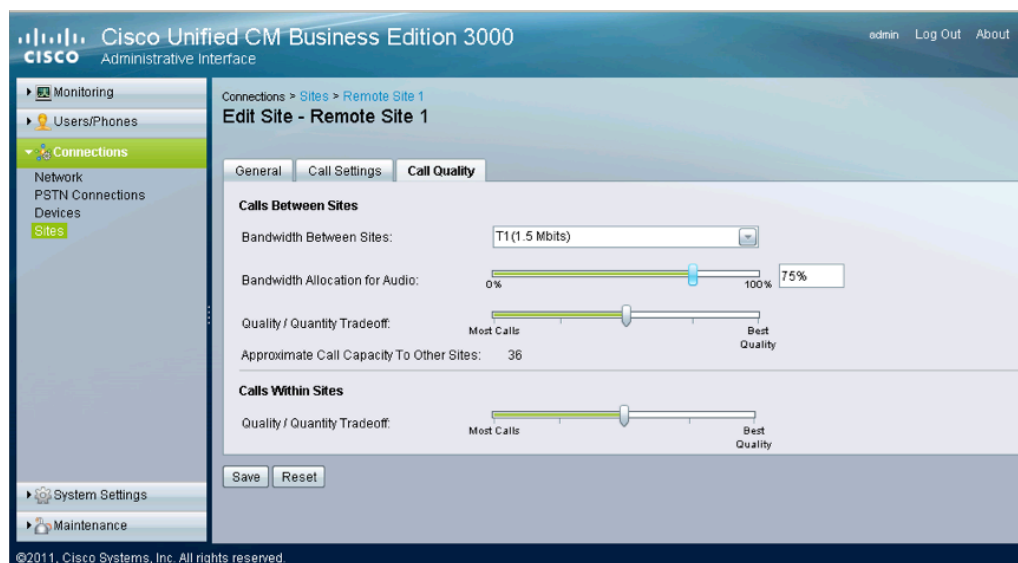 CISCO
Cisco Unified CM Business Edition 3000
Administrative Interface
admin Log Out About
Monitoring
Users/Phones
Connections
Network
PSTN Connections
Devices
Sites
System Settings
Maintenance
Connections > Sites > Remote Site 1
Edit Site - Remote Site 1
General Call Settings Call Quality
Calls Between Sites
Bandwidth Between Sites: T1(1.5 Mbits)
Bandwidth Allocation for Audio: 0% 100% 75%
Quality / Quantity Tradeoff: Most Calls Best
Quality
Approximate Call Capacity To Other Sites: 36
Calls Within Sites
Quality / Quantity Tradeoff: Most Calls Best
Quality
Save Reset
©2011, Cisco Systems, Inc. All rights reserved.